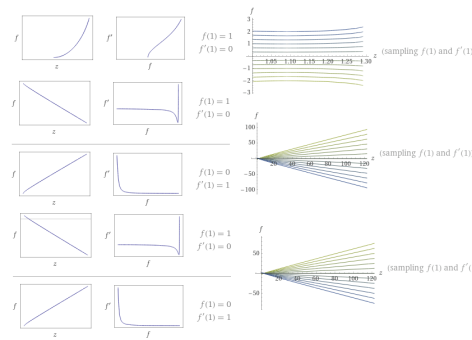 f
z
f'
f
f(1) = 1
f'(1) = 0
f
z
f'
f
f(1) = 1
f'(1) = 0
f
z
f'
f
f(1) = 0
f'(1) = 1
f
z
f'
f
f(1) = 1
f'(1) = 0
f
z
f'
f
f(1) = 0
f'(1) = 1
f
3
2
1
-1
-2
-3
1.05 1.10 1.15 1.20 1.25 1.30 z
(sampling f(1) and f'(1)
f
100
50
-50
-100
20 40 60 80 100 120 z
(sampling f(1) and f'(1)
f
50
-50
20 40 60 80 100 120 z
(sampling f(1) and f'(